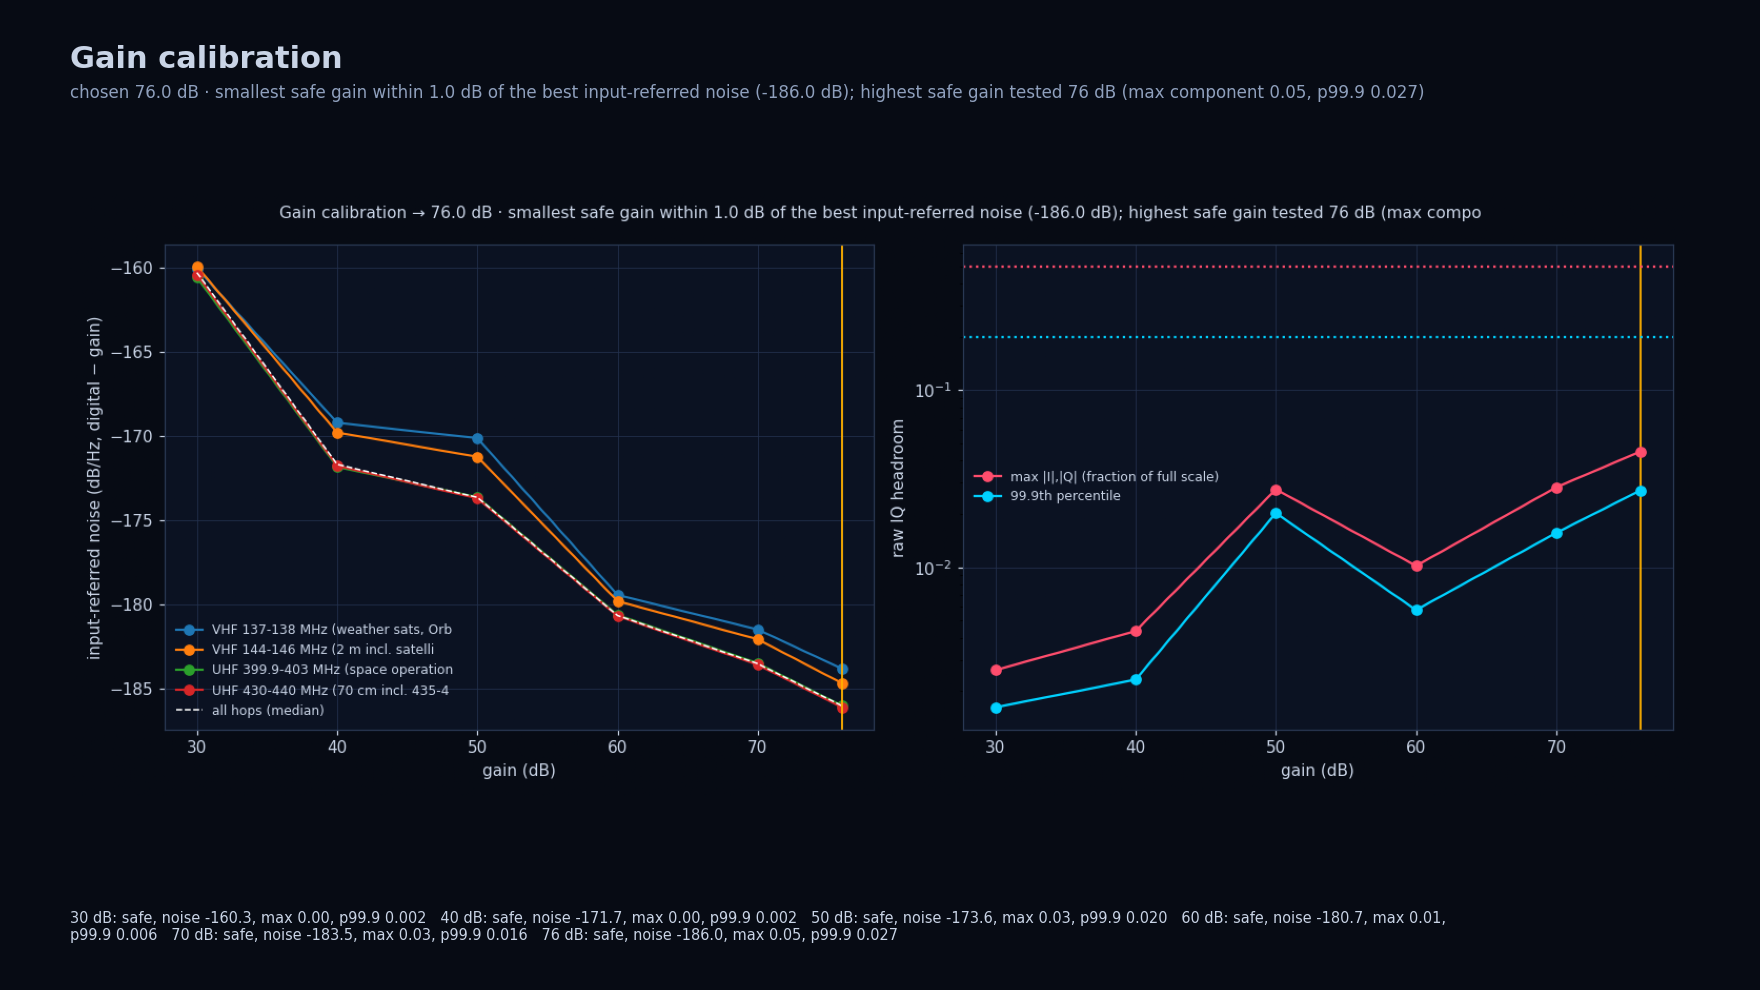 Gain calibration
chosen 76.0 dB · smallest safe gain within 1.0 dB of the best input-referred noise (-186.0 dB); highest safe gain tested 76 dB (max component 0.05, p99.9 0.027)
Gain calibration → 76.0 dB · smallest safe gain within 1.0 dB of the best input-referred noise (-186.0 dB); highest safe gain tested 76 dB (max compo
input-referred noise (dB/Hz, digital − gain)
−160
−165
−170
−175
−180
−185
VHF 137-138 MHz (weather sats, Orb
VHF 144-146 MHz (2 m incl. satelli
UHF 399.9-403 MHz (space operation
UHF 430-440 MHz (70 cm incl. 435-4
all hops (median)
30 40 50 60 70
gain (dB)
raw IQ headroom
10⁻¹
10⁻²
max |I|,|Q| (fraction of full scale)
99.9th percentile
30 40 50 60 70
gain (dB)
30 dB: safe, noise -160.3, max 0.00, p99.9 0.002 40 dB: safe, noise -171.7, max 0.00, p99.9 0.002 50 dB: safe, noise -173.6, max 0.03, p99.9 0.020 60 dB: safe, noise -180.7, max 0.01,
p99.9 0.006 70 dB: safe, noise -183.5, max 0.03, p99.9 0.016 76 dB: safe, noise -186.0, max 0.05, p99.9 0.027